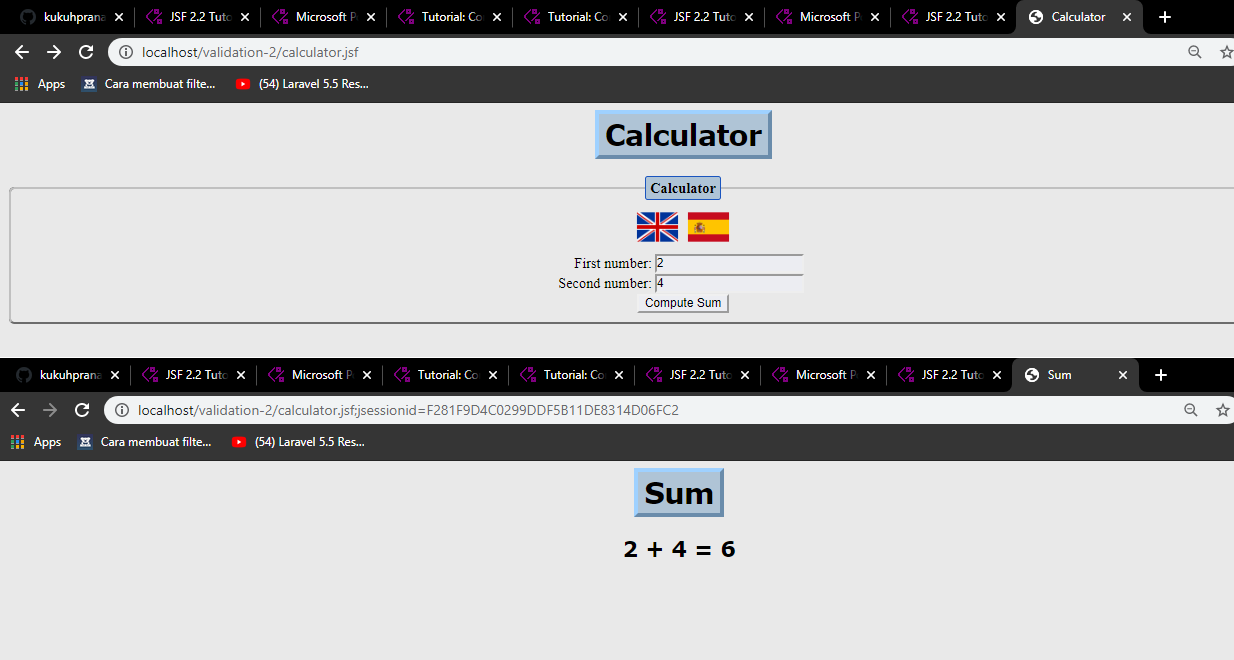 kukuhprana JSF 2.2 Tuto Microsoft P Tutorial: Co Tutorial: Co JSF 2.2 Tuto Microsoft P JSF 2.2 Tuto Calculator
localhost/validation-2/calculator.jsf
Apps Cara membuat filte... (54) Laravel 5.5 Res...
Calculator
Calculator
First number: 2
Second number: 4
Compute Sum
kukuhprana JSF 2.2 Tuto Microsoft P Tutorial: Co Tutorial: Co JSF 2.2 Tuto Microsoft P JSF 2.2 Tuto Sum
localhost/validation-2/calculator.jsf;jsessionid=F281F9D4C0299DDF5B11DE8314D06FC2
Apps Cara membuat filte... (54) Laravel 5.5 Res...
Sum
2 + 4 = 6